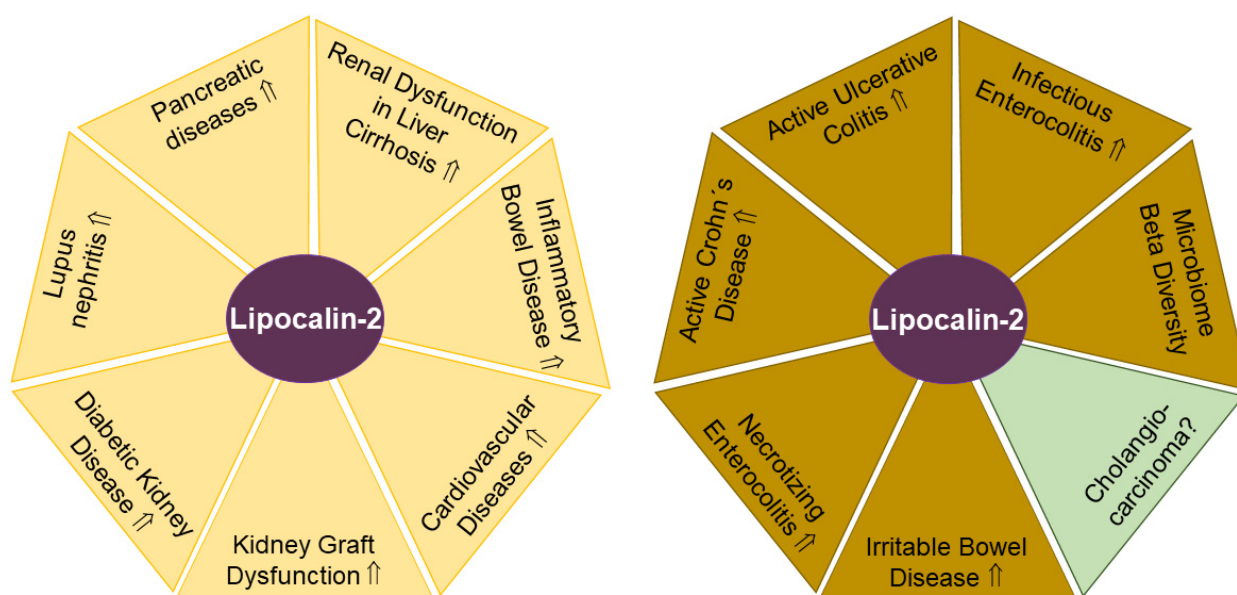 Pancreatic
diseases ⇑
Renal Dysfunction
in Liver
Cirrhosis ⇑
Inflammatory
Bowel Disease ⇑
Cardiovascular
Diseases ⇑
Kidney Graft
Dysfunction ⇑
Diabetic Kidney
Disease ⇑
Lupus
nephritis ⇑
Lipocalin-2
Active Ulcerative
Colitis ⇑
Infectious
Enterocolitis ⇑
Microbiome
Beta Diversity
Cholangio-
carcinoma?
Irritable Bowel
Disease ⇑
Necrotizing
Enterocolitis ⇑
Active Crohn´s
Disease ⇑
Lipocalin-2